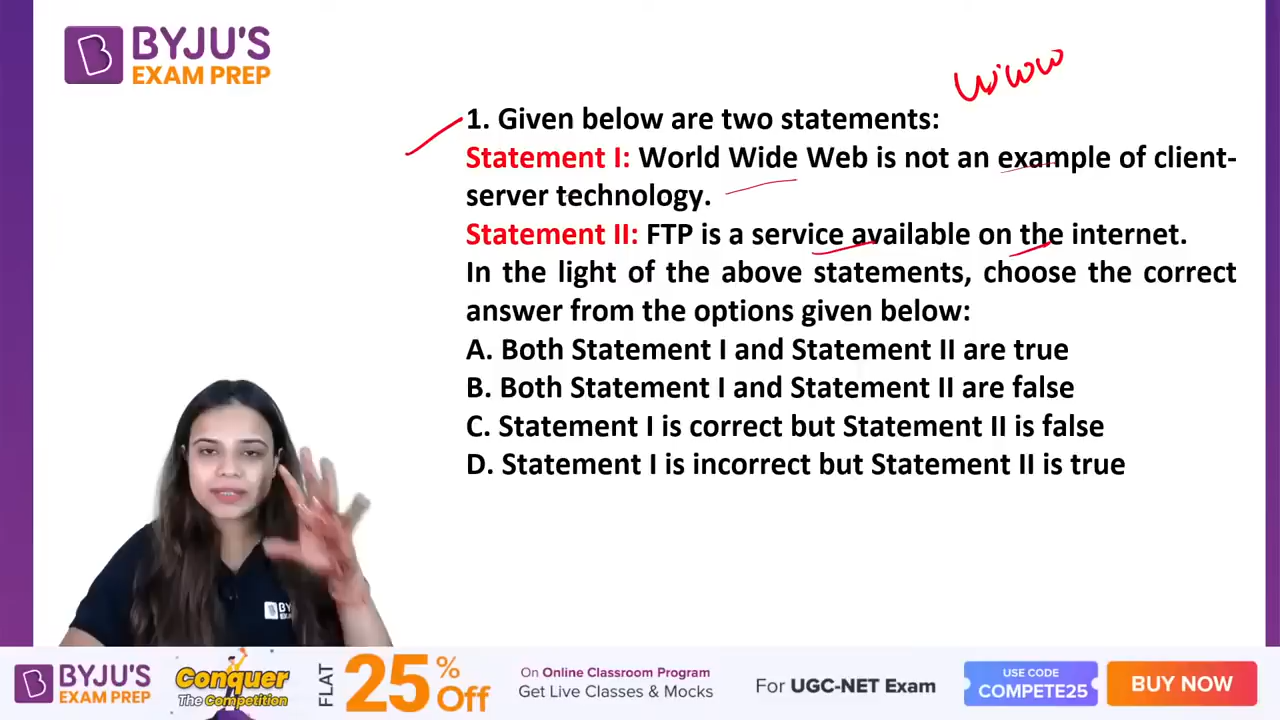 BYJU'S
EXAM PREP
www
1. Given below are two statements:
Statement I: World Wide Web is not an example of client-
server technology.
Statement II: FTP is a service available on the internet.
In the light of the above statements, choose the correct
answer from the options given below:
A. Both Statement I and Statement II are true
B. Both Statement I and Statement II are false
C. Statement I is correct but Statement II is false
D. Statement I is incorrect but Statement II is true
BYJU'S
EXAM PREP
Conquer
The Competition
FLAT
25%
Off
On Online Classroom Program
Get Live Classes & Mocks
For UGC-NET Exam
USE CODE
COMPETE25
BUY NOW